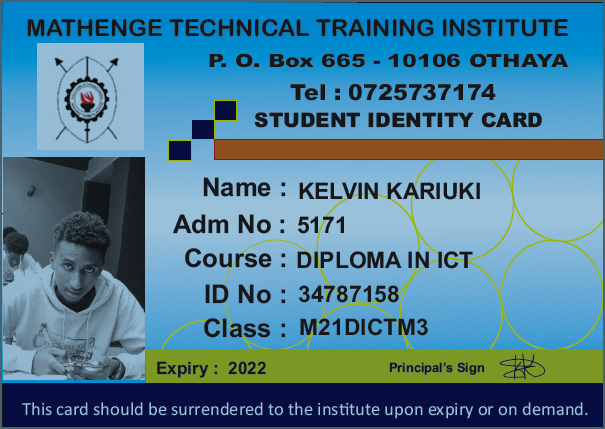 MATHENGE TECHNICAL TRAINING INSTITUTE
P. O. Box 665 - 10106 OTHAYA
Tel : 0725737174
STUDENT IDENTITY CARD
Name : KELVIN KARIUKI
Adm No : 5171
Course : DIPLOMA IN ICT
ID No : 34787158
Class : M21DICTM3
Expiry : 2022 Principal's Sign
This card should be surrendered to the institute upon expiry or on demand.